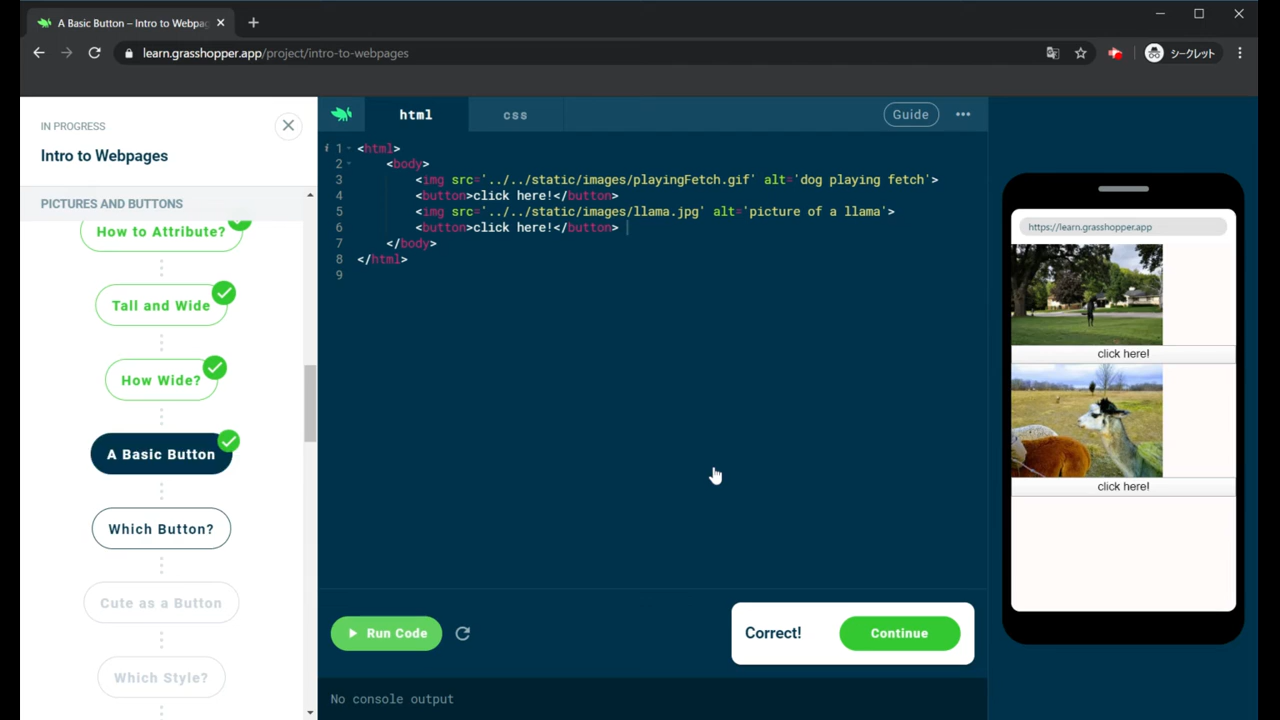 A Basic Button – Intro to Webpag
learn.grasshopper.app/project/intro-to-webpages
シークレット
IN PROGRESS
Intro to Webpages
PICTURES AND BUTTONS
How to Attribute?
Tall and Wide
How Wide?
A Basic Button
Which Button?
Cute as a Button
Which Style?
html
css
Guide
i 1 <html>
2 <body>
3 <img src='../../static/images/playingFetch.gif' alt='dog playing fetch'>
4 <button>click here!</button>
5 <img src='../../static/images/llama.jpg' alt='picture of a llama'>
6 <button>click here!</button>
7 </body>
8 </html>
9
Run Code
Correct!
Continue
No console output
https://learn.grasshopper.app
click here!
click here!